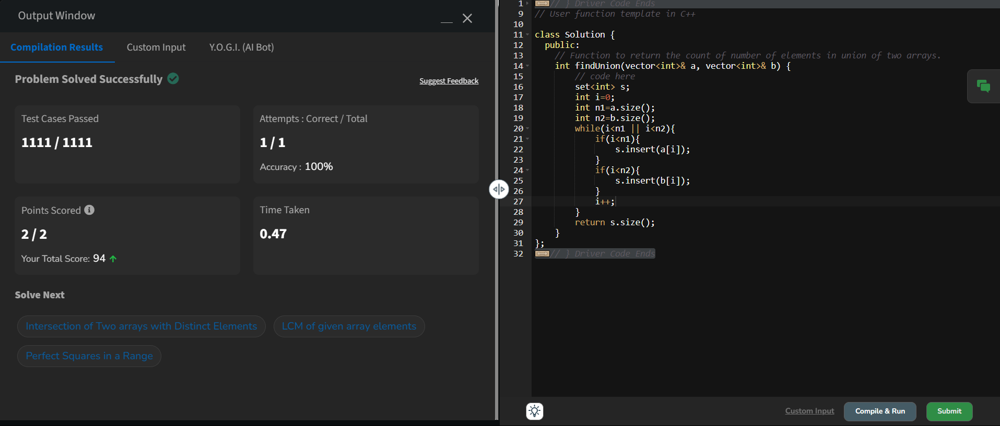 Output Window
Compilation Results
Custom Input
Y.O.G.I. (AI Bot)
Problem Solved Successfully
Suggest Feedback
Test Cases Passed
1111 / 1111
Attempts : Correct / Total
1 / 1
Accuracy : 100%
Points Scored
2 / 2
Your Total Score: 94
Time Taken
0.47
Solve Next
Intersection of Two arrays with Distinct Elements
LCM of given array elements
Perfect Squares in a Range
1 // } Driver Code Ends
9 // User function template in C++
10
11 class Solution {
12   public:
13     // Function to return the count of number of elements in union of two arrays.
14     int findUnion(vector<int>& a, vector<int>& b) {
15         // code here
16         set<int> s;
17         int i=0;
18         int n1=a.size();
19         int n2=b.size();
20         while(i<n1 || i<n2){
21             if(i<n1){
22                 s.insert(a[i]);
23             }
24             if(i<n2){
25                 s.insert(b[i]);
26             }
27             i++;
28         }
29         return s.size();
30     }
31 };
32 // } Driver Code Ends
Custom Input
Compile & Run
Submit